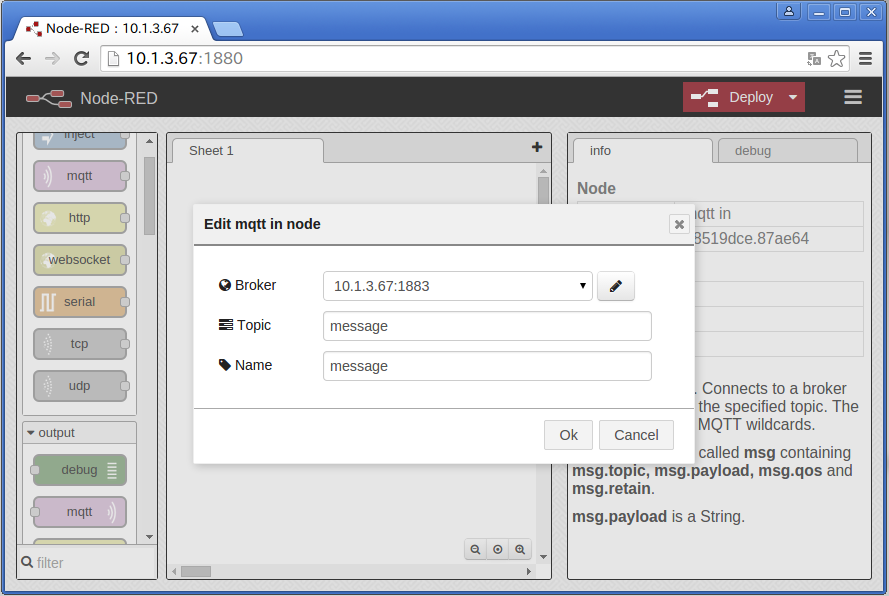 Node-RED : 10.1.3.67
10.1.3.67:1880
Node-RED
Deploy
inject
mqtt
http
websocket
serial
tcp
udp
output
debug
mqtt
filter
Sheet 1
Edit mqtt in node
Broker
10.1.3.67:1883
Topic
message
Name
message
Ok
Cancel
info
debug
Node
mqtt in
8519dce.87ae64
. Connects to a broker
the specified topic. The
MQTT wildcards.
called msg containing
msg.topic, msg.payload, msg.qos and
msg.retain.
msg.payload is a String.